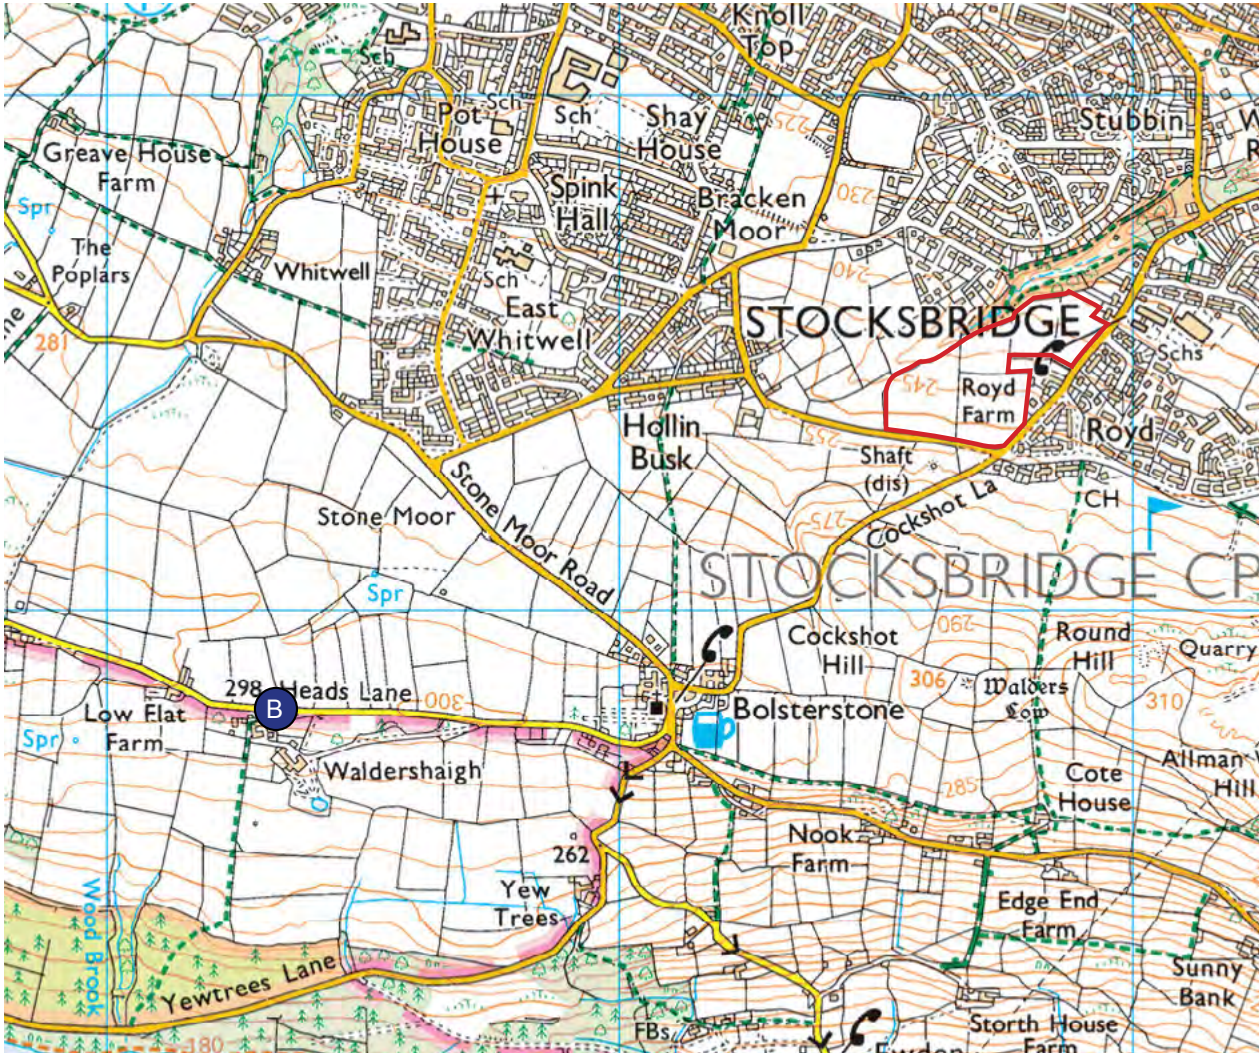 Knoll
Top
Sch
Pot
House
Sch
Sch
Shay
House
225
Stubbin
Greave House
Farm
Spr
The
Poplars
Spink
Hall
Bracken
Moor
230
Whitwell
Sch
East
Whitwell
240
STOCKSBRIDGE
281
245
Royd
Farm
Schs
Hollin
Busk
255
Shaft
(dis)
Royd
Stone Moor
Stone Moor Road
275
Cockshot La
CH
STOCKSBRIDGE CP
Spr
290
Cockshot
Hill
Round
Hill
Quarry
306
Walders
Low
310
298
B
Heads Lane
300
Bolsterstone
Low Flat
Farm
Spr
Waldershaigh
285
Cote
House
Allman
Hill
Nook
Farm
262
Yew
Trees
Edge End
Farm
Wood Brook
Yewtrees Lane
Sunny
Bank
FBs
Storth House
Farm
180
Ewden